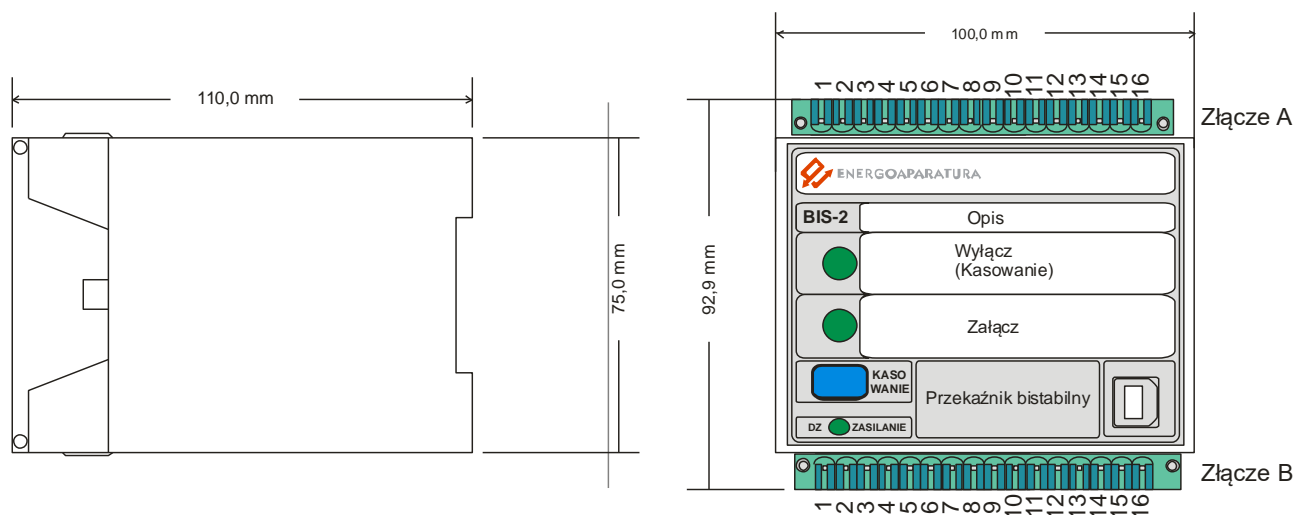 110,0 mm
75,0 mm
92,9 mm
100,0 mm
1 2 3 4 5 6 7 8 9 10 11 12 13 14 15 16
Złącze A
ENERGOAPARATURA
BIS-2
Opis
Wyłącz
(Kasowanie)
Załącz
KASO
WANIE
Przekaźnik bistabilny
DZ
ZASILANIE
Złącze B
1 2 3 4 5 6 7 8 9 10 11 12 13 14 15 16